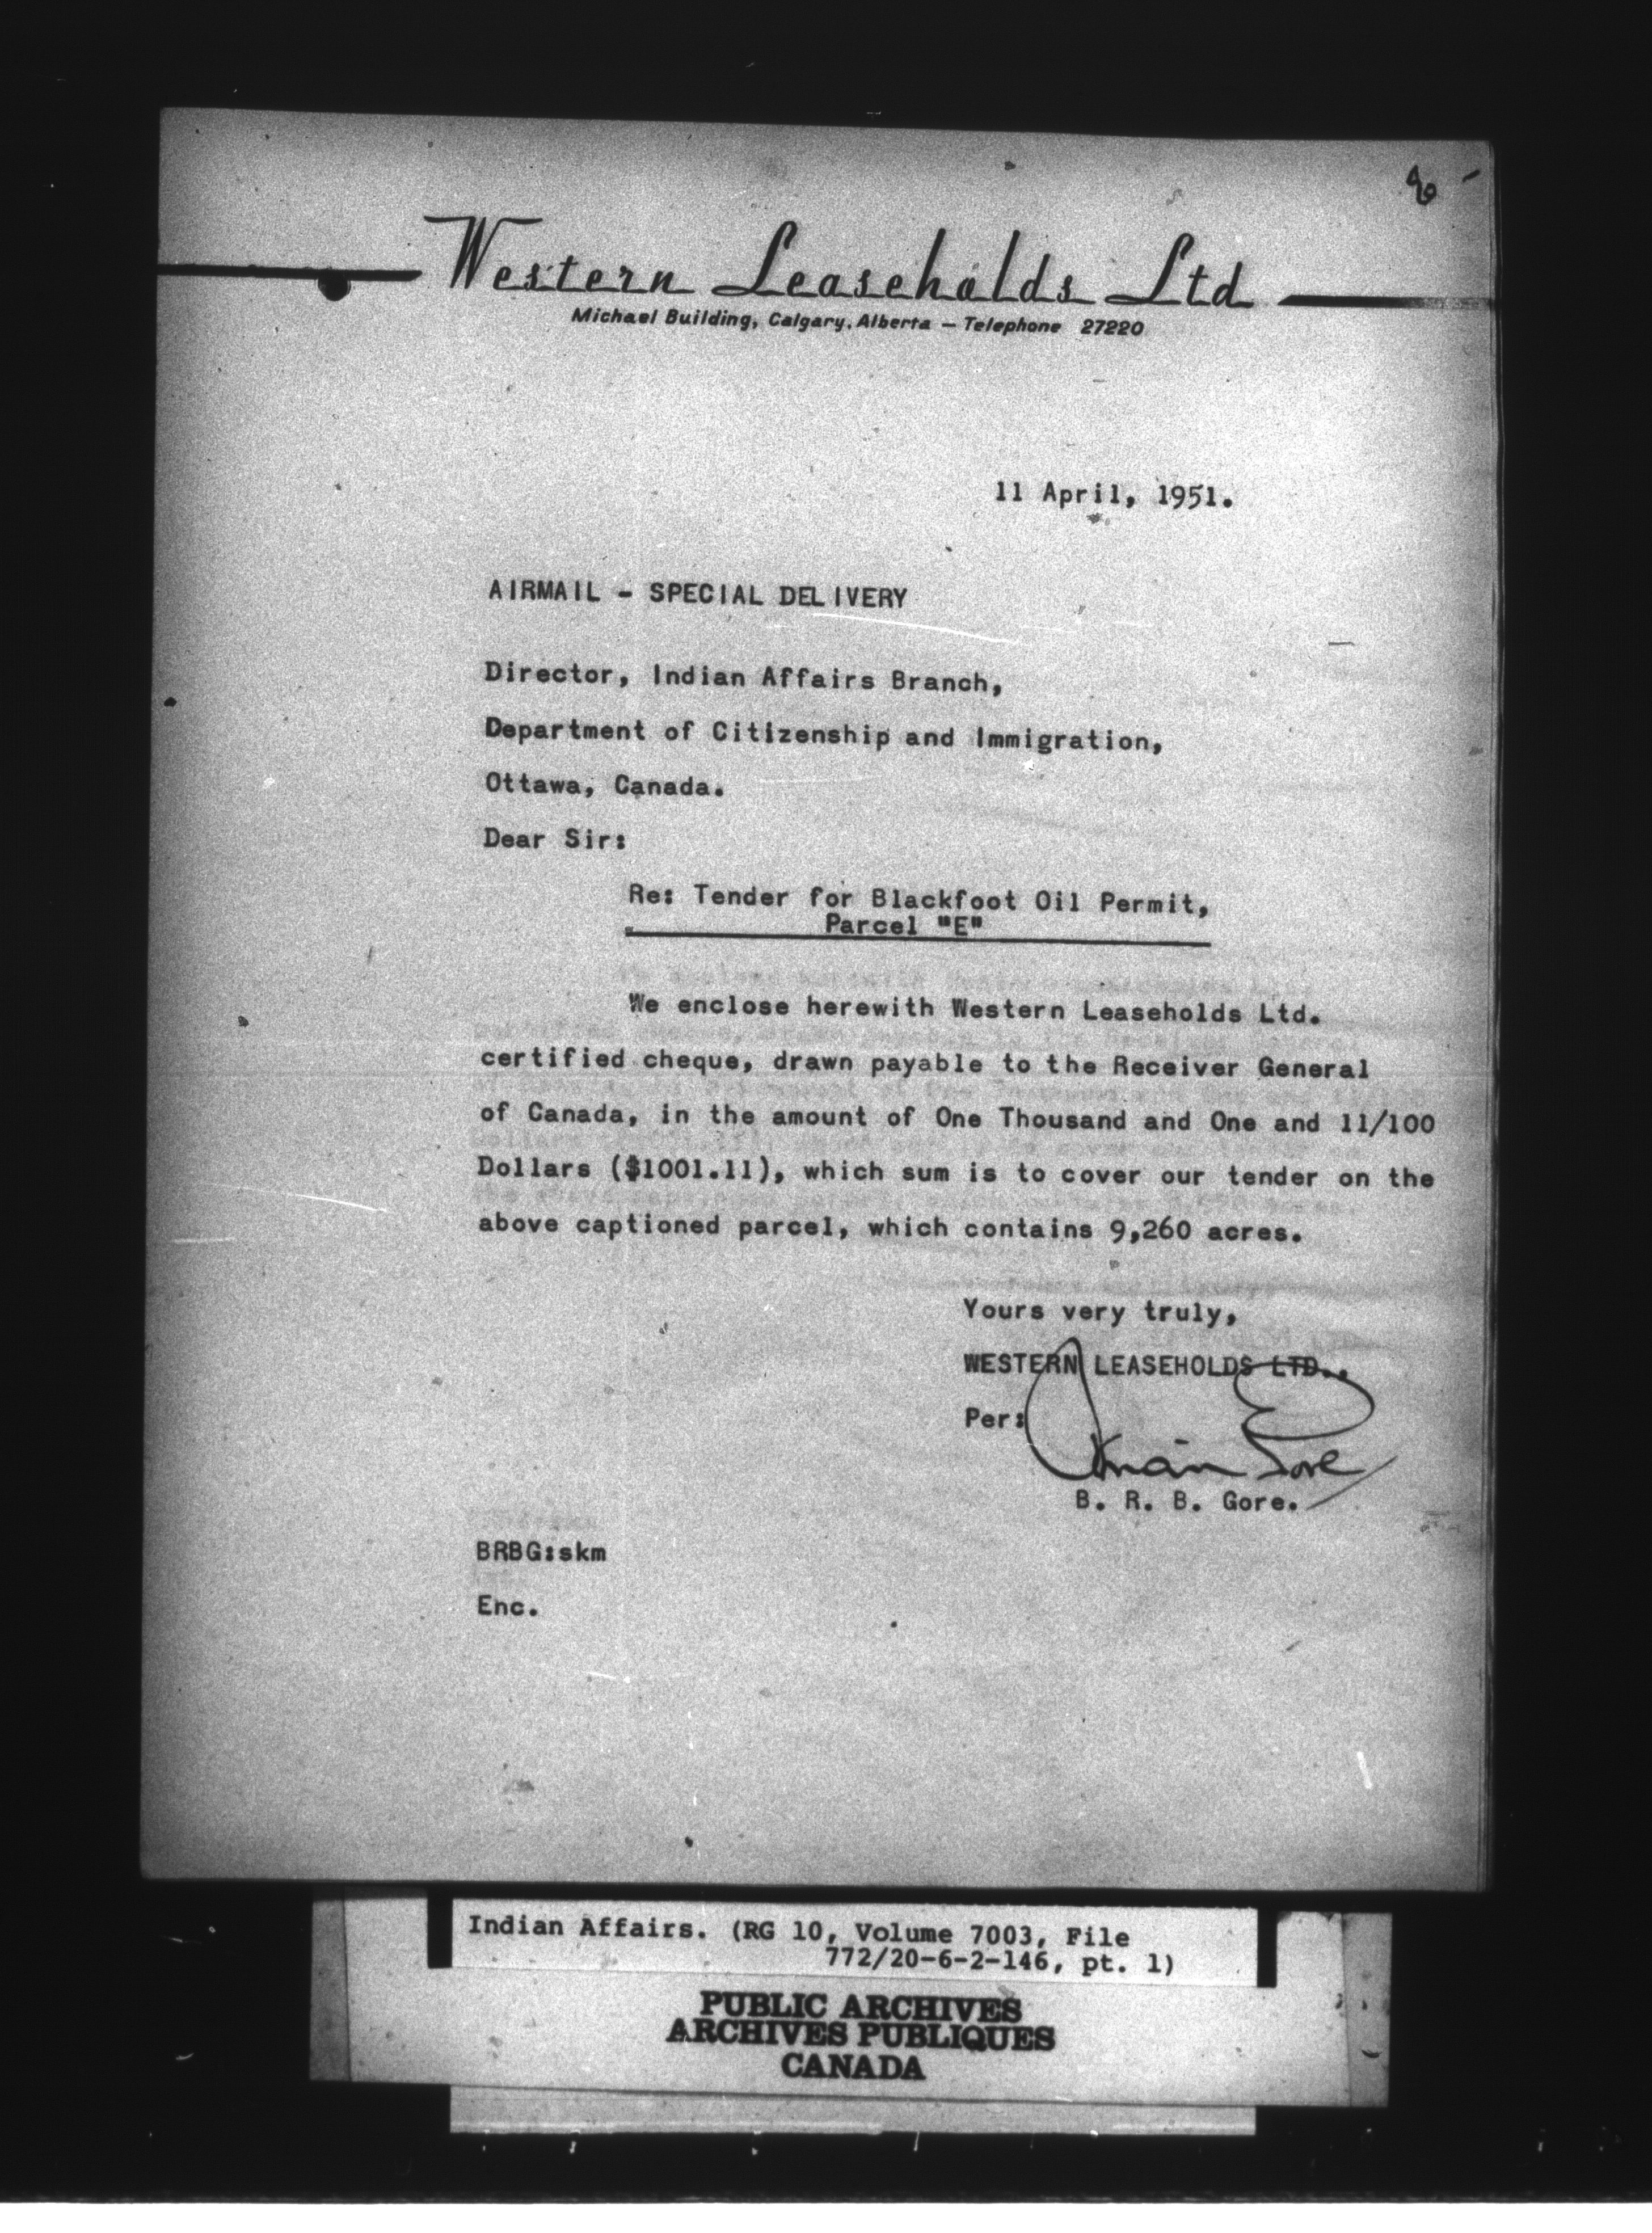 Western Leaseholds Ltd
Michael Building, Calgary, Alberta — Telephone 27220
11 April, 1951.
AIRMAIL - SPECIAL DELIVERY
Director, Indian Affairs Branch,
Department of Citizenship and Immigration,
Ottawa, Canada.
Dear Sir:
Re: Tender for Blackfoot Oil Permit,
Parcel "E"
We enclose herewith Western Leaseholds Ltd.
certified cheque, drawn payable to the Receiver General
of Canada, in the amount of One Thousand and One and 11/100
Dollars ($1001.11), which sum is to cover our tender on the
above captioned parcel, which contains 9,260 acres.
Yours very truly,
WESTERN LEASEHOLDS LTD.,
Per:
B. R. B. Gore.
BRBG:skm
Enc.
Indian Affairs. (RG 10, Volume 7003, File
772/20-6-2-146, pt. 1)
PUBLIC ARCHIVES
ARCHIVES PUBLIQUES
CANADA